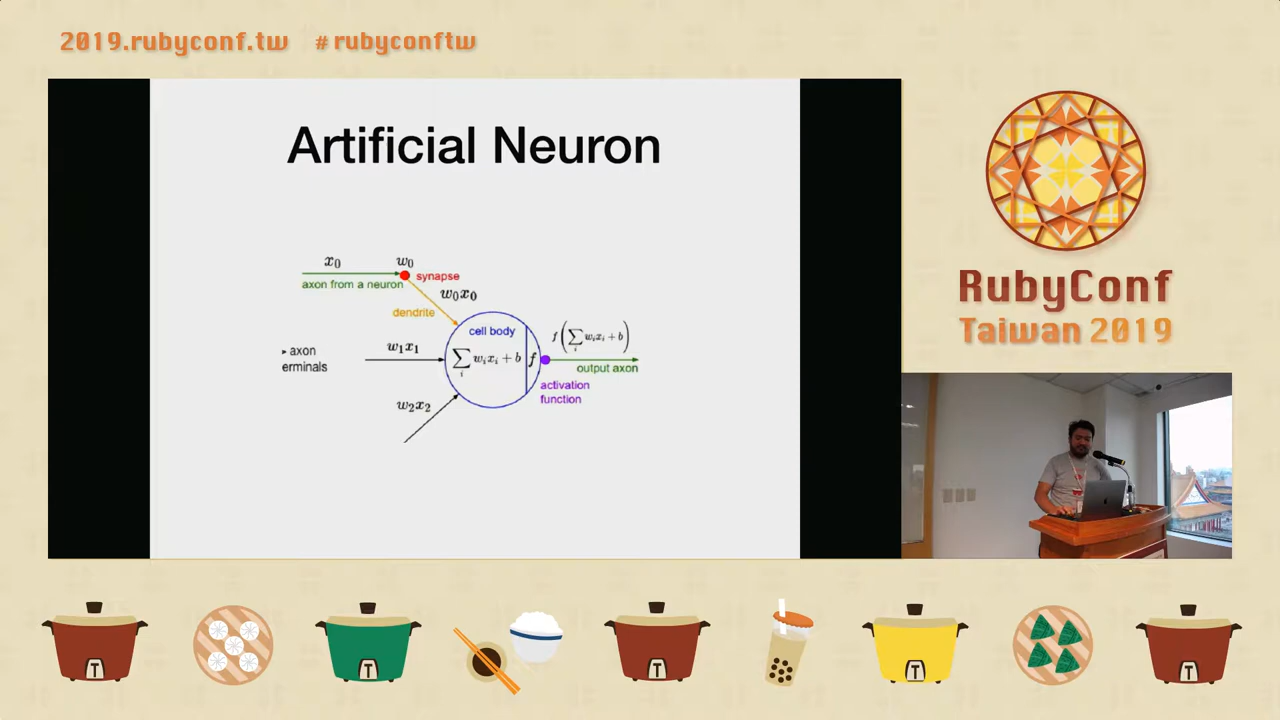 2019.rubyconf.tw # rubyconftw
Artificial Neuron
x₀ w₀
synapse
axon from a neuron
w₀x₀
dendrite
cell body
f(∑ᵢ wᵢxᵢ + b)
▸ axon
erminals
w₁x₁
∑ᵢ wᵢxᵢ + b f
output axon
activation
function
w₂x₂
RubyConf
Taiwan 2019
T
T
T
T
T